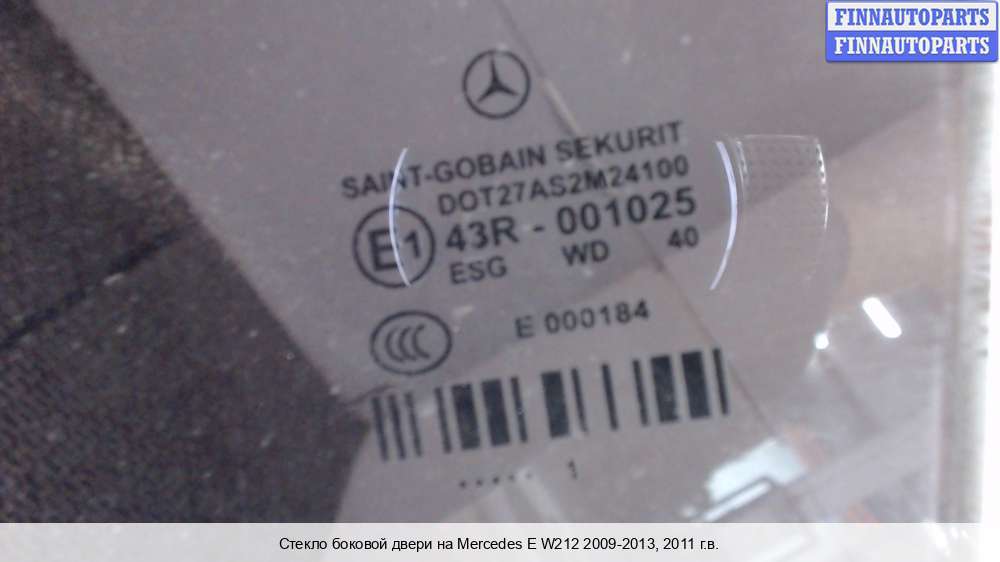 FINNAUTOPARTS
FINNAUTOPARTS
SAINT-GOBAIN SEKURIT
DOT27AS2M24100
E1 43R - 001025
ESG WD 40
CCC E 000184
..... 1
Стекло боковой двери на Mercedes E W212 2009-2013, 2011 г.в.